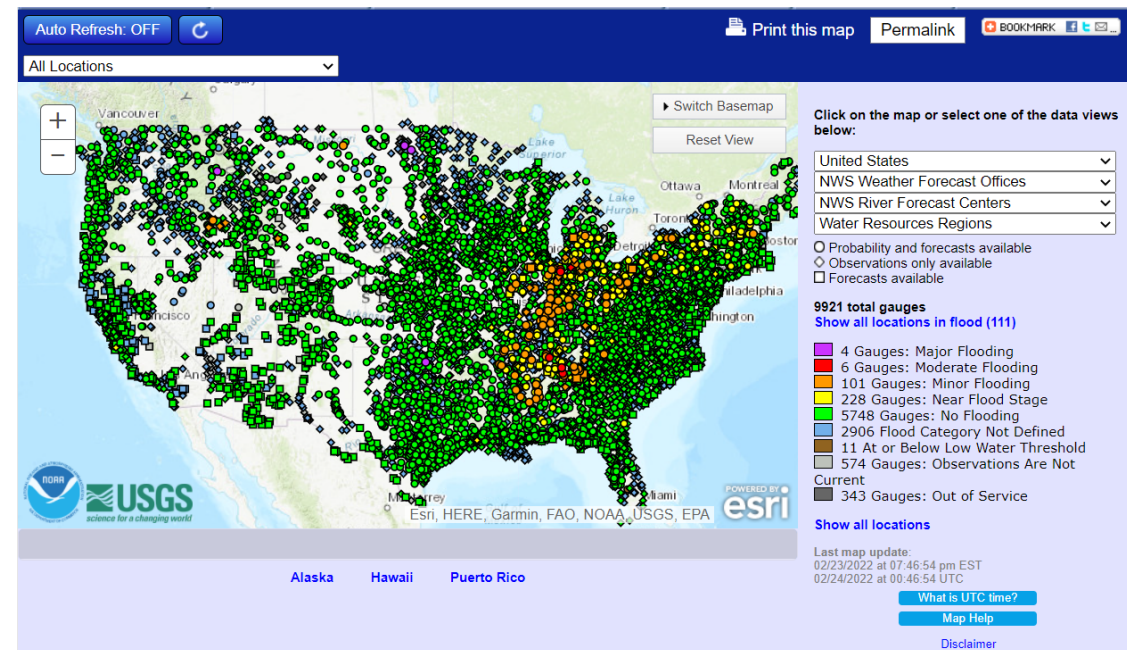 Auto Refresh: OFF
Print this map
Permalink
BOOKMARK
All Locations
Switch Basemap
Reset View
Vancouver
Lake
Superior
Ottawa
Montreal
Lake
Huron
Monterrey
Miami
NOAA
USGS
science for a changing world
Esri, HERE, Garmin, FAO, NOAA, USGS, EPA
POWERED BY
esri
Alaska
Hawaii
Puerto Rico
Click on the map or select one of the data views
below:
United States
NWS Weather Forecast Offices
NWS River Forecast Centers
Water Resources Regions
Probability and forecasts available
Observations only available
Forecasts available
9921 total gauges
Show all locations in flood (111)
4 Gauges: Major Flooding
6 Gauges: Moderate Flooding
101 Gauges: Minor Flooding
228 Gauges: Near Flood Stage
5748 Gauges: No Flooding
2906 Flood Category Not Defined
11 At or Below Low Water Threshold
574 Gauges: Observations Are Not
Current
343 Gauges: Out of Service
Show all locations
Last map update:
02/23/2022 at 07:46:54 pm EST
02/24/2022 at 00:46:54 UTC
What is UTC time?
Map Help
Disclaimer